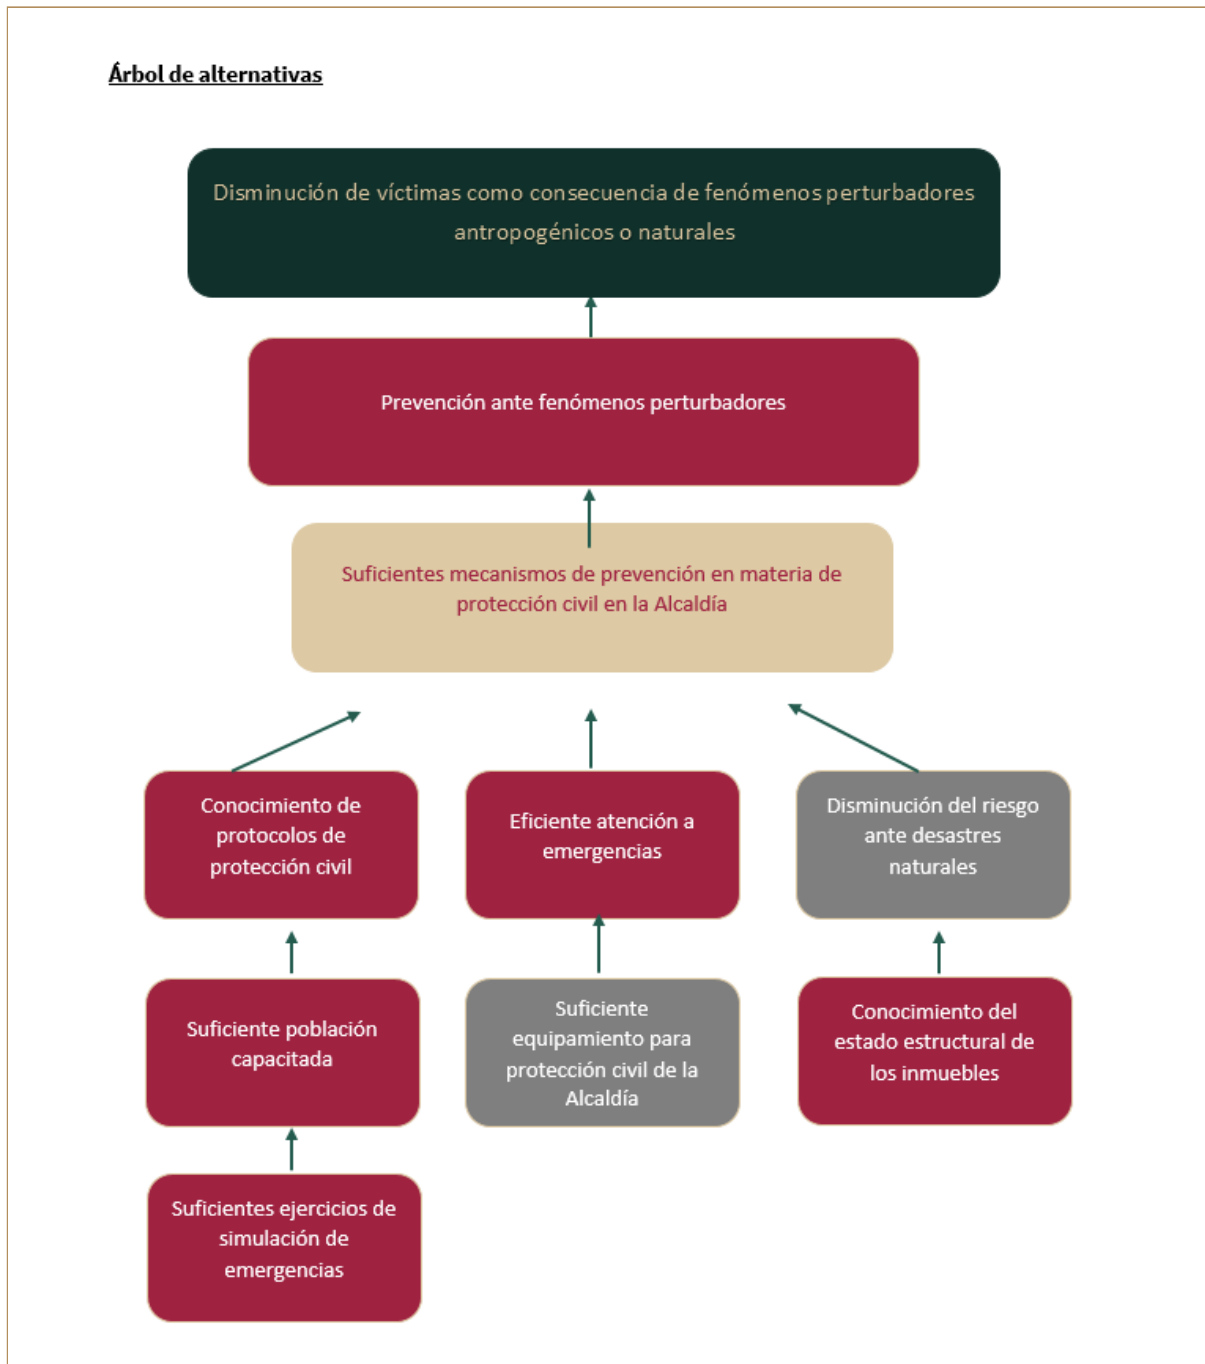 Árbol de alternativas
Disminución de víctimas como consecuencia de fenómenos perturbadores
antropogénicos o naturales
Prevención ante fenómenos perturbadores
Suficientes mecanismos de prevención en materia de
protección civil en la Alcaldía
Conocimiento de
protocolos de
protección civil
Eficiente atención a
emergencias
Disminución del riesgo
ante desastres
naturales
Suficiente población
capacitada
Suficiente
equipamiento para
protección civil de la
Alcaldía
Conocimiento del
estado estructural de
los inmuebles
Suficientes ejercicios de
simulación de
emergencias